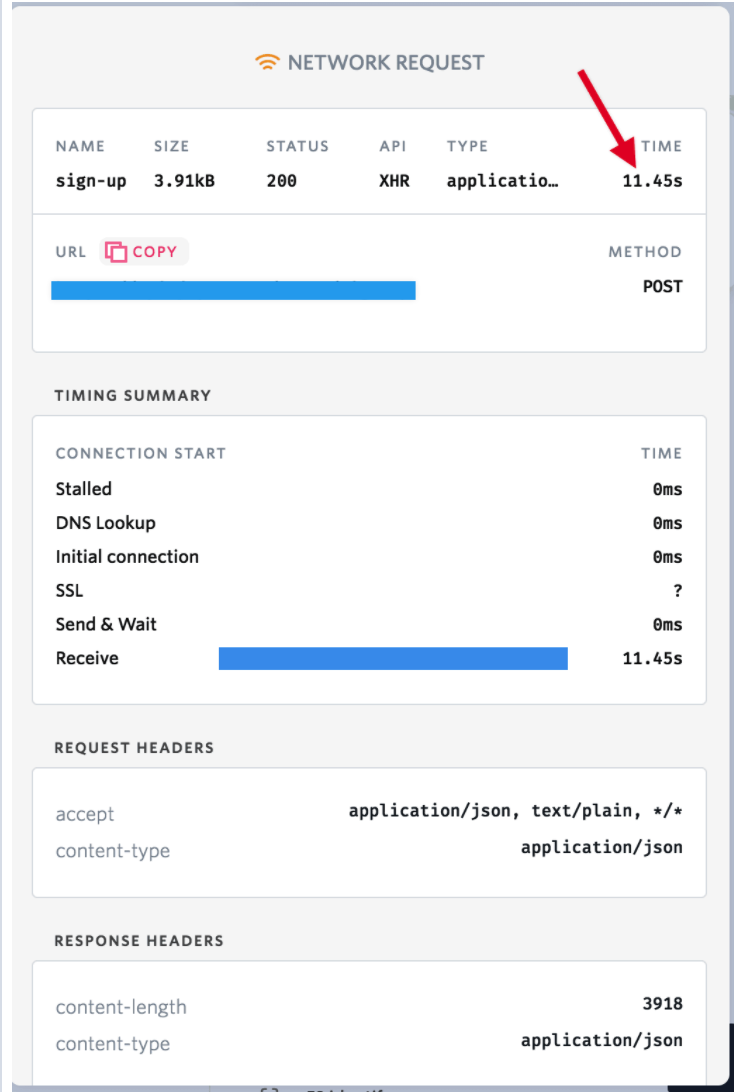 NETWORK REQUEST
NAME SIZE STATUS API TYPE TIME
sign-up 3.91kB 200 XHR applicatio… 11.45s
URL COPY METHOD
POST
TIMING SUMMARY
CONNECTION START TIME
Stalled 0ms
DNS Lookup 0ms
Initial connection 0ms
SSL ?
Send & Wait 0ms
Receive 11.45s
REQUEST HEADERS
accept application/json, text/plain, */*
content-type application/json
RESPONSE HEADERS
content-length 3918
content-type application/json